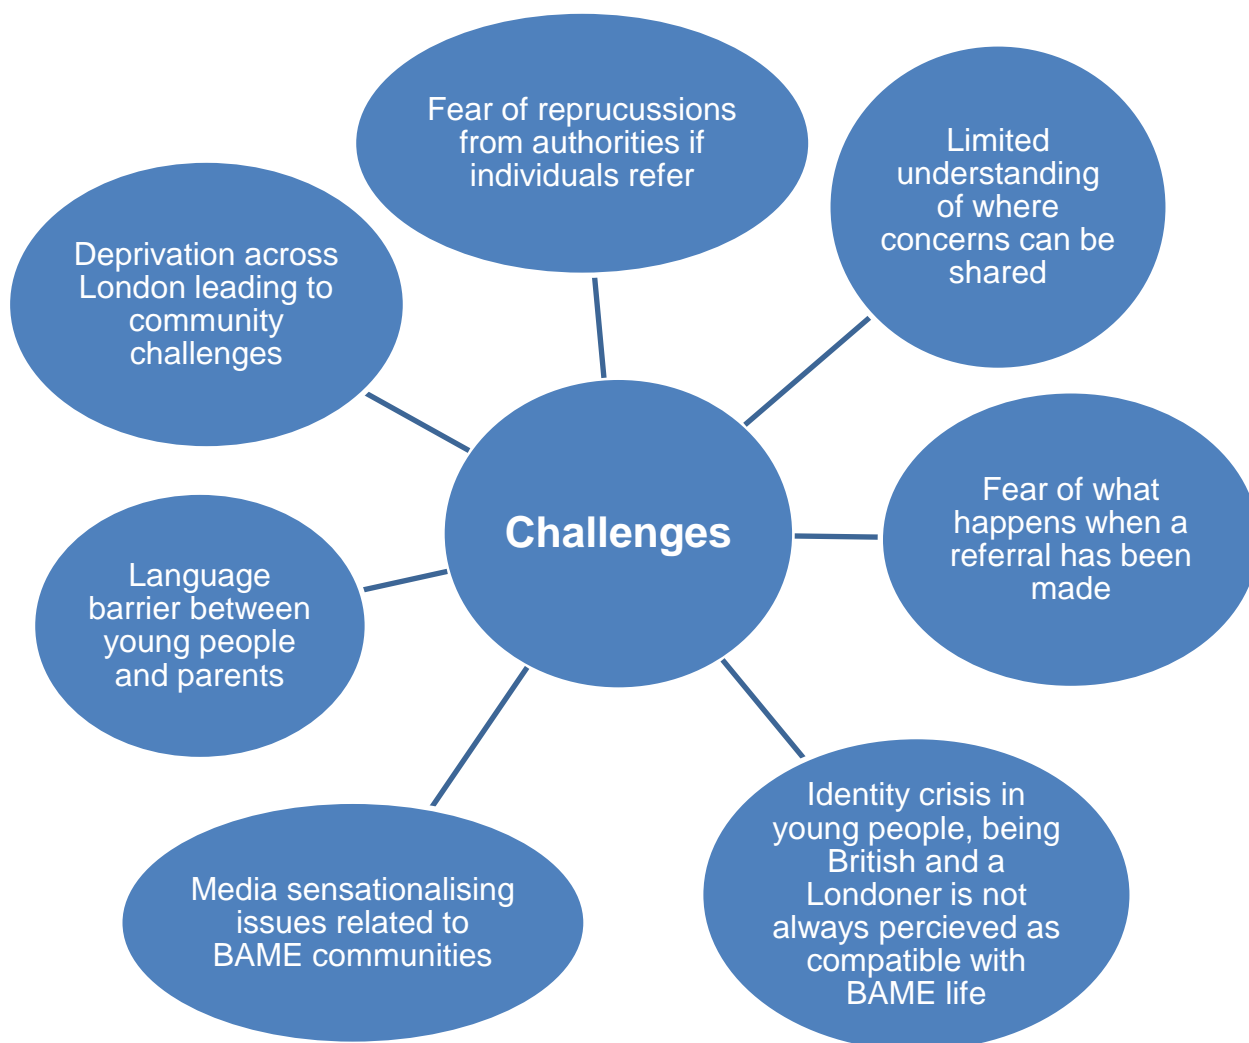 Fear of reprucussions
from authorities if
individuals refer
Limited
understanding
of where
concerns can be
shared
Fear of what
happens when a
referral has been
made
Identity crisis in
young people, being
British and a
Londoner is not
always percieved as
compatible with
BAME life
Media sensationalising
issues related to
BAME communities
Language
barrier between
young people
and parents
Deprivation across
London leading to
community
challenges
Challenges